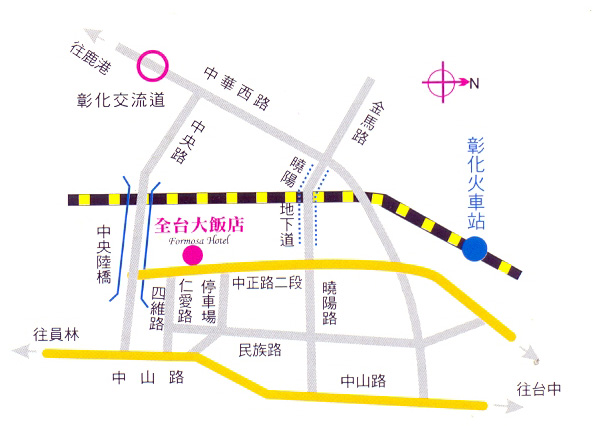 往鹿港
彰化交流道
中華西路
金馬路
N
中央路
曉陽
地下道
彰化火車站
全台大飯店
Formosa Hotel
中央陸橋
四維路
仁愛路
停車場
中正路二段
曉陽路
往員林
民族路
中山路
中山路
往台中